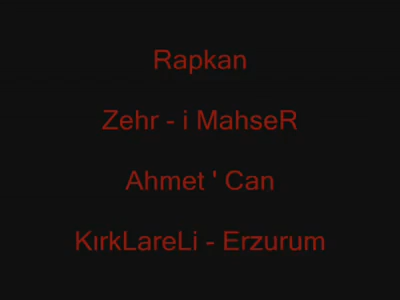 Rapkan
Zehr - i MahseR
Ahmet ' Can
KırkLareLi - Erzurum